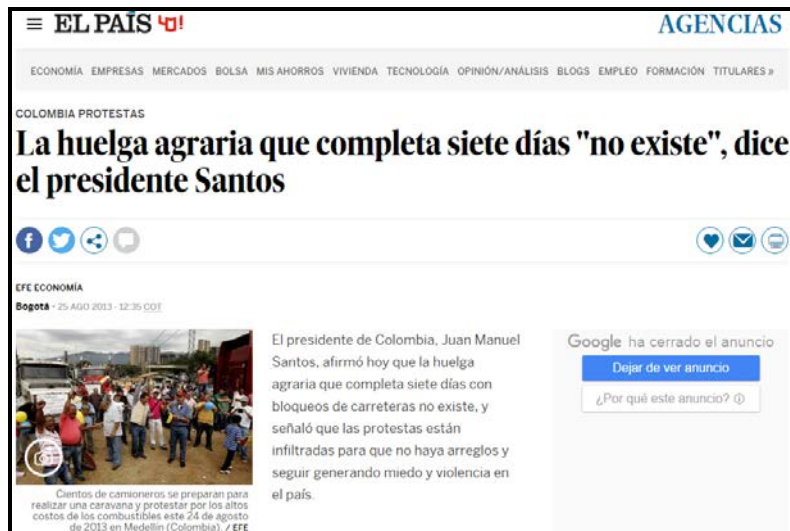 EL PAÍS 40!
AGENCIAS
ECONOMÍA EMPRESAS MERCADOS BOLSA MIS AHORROS VIVIENDA TECNOLOGÍA OPINIÓN/ANÁLISIS BLOGS EMPLEO FORMACIÓN TITULARES »
COLOMBIA PROTESTAS
La huelga agraria que completa siete días "no existe", dice
el presidente Santos
EFE ECONOMÍA
Bogotá - 25 AGO 2013 - 12:35 COT
El presidente de Colombia, Juan Manuel
Santos, afirmó hoy que la huelga
agraria que completa siete días con
bloqueos de carreteras no existe, y
señaló que las protestas están
infiltradas para que no haya arreglos y
seguir generando miedo y violencia en
el país.
Cientos de camioneros se preparan para
realizar una caravana y protestar por los altos
costos de los combustibles este 24 de agosto
de 2013 en Medellín (Colombia). / EFE
Google ha cerrado el anuncio
Dejar de ver anuncio
¿Por qué este anuncio?